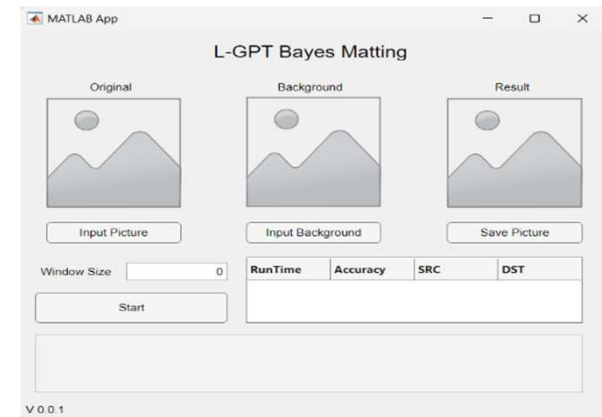 MATLAB App
L-GPT Bayes Matting
Original Background Result
Input Picture Input Background Save Picture
Window Size 0 RunTime Accuracy SRC DST
Start
V 0.0.1